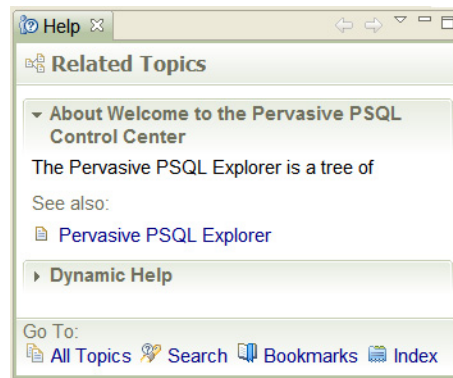 Help
Related Topics
About Welcome to the Pervasive PSQL
Control Center
The Pervasive PSQL Explorer is a tree of
See also:
Pervasive PSQL Explorer
Dynamic Help
Go To:
All Topics Search Bookmarks Index